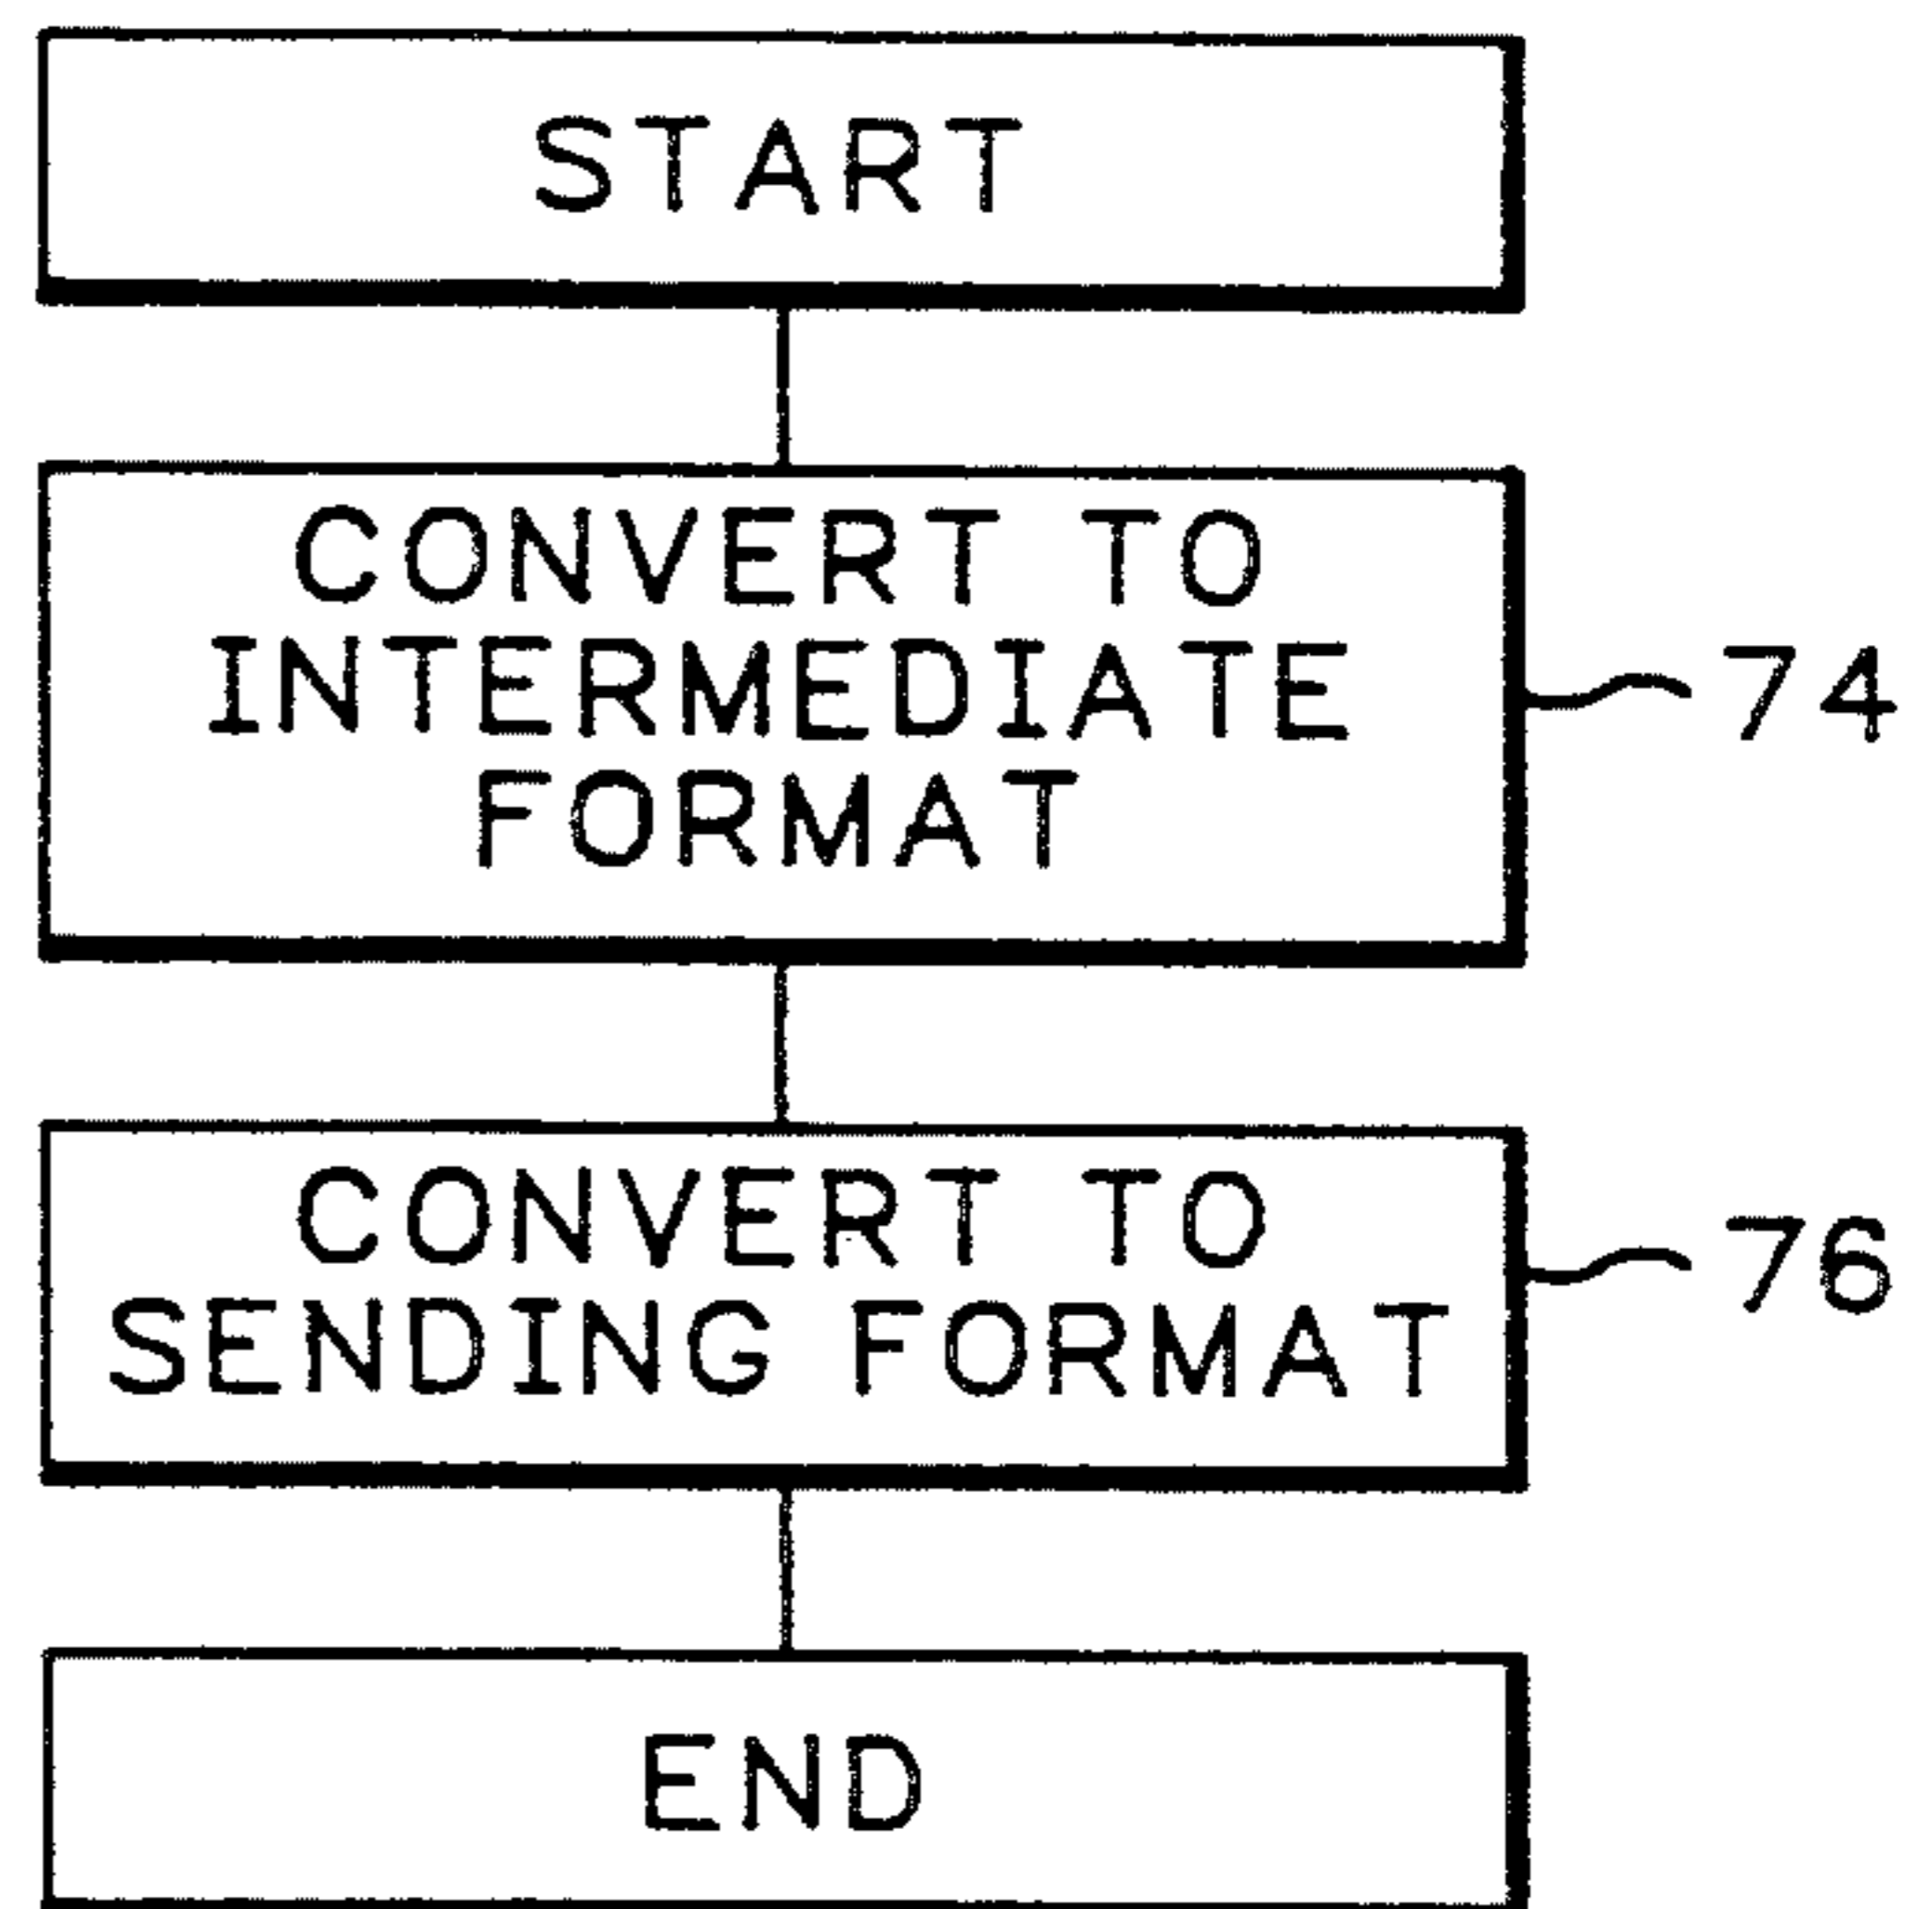 START
CONVERT TO
INTERMEDIATE
FORMAT
74
CONVERT TO
SENDING FORMAT
76
END